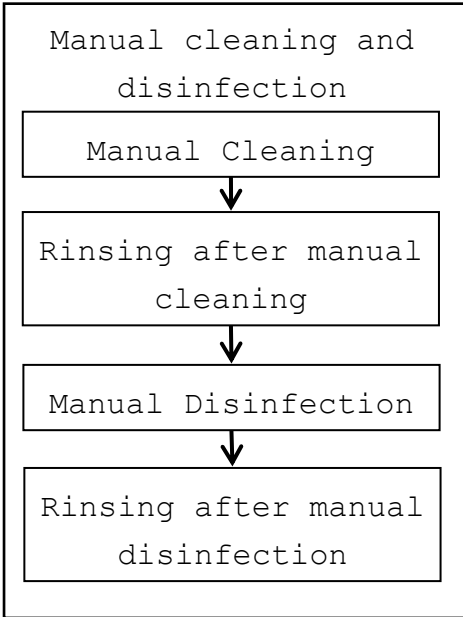 Manual cleaning and
disinfection
Manual Cleaning
Rinsing after manual
cleaning
Manual Disinfection
Rinsing after manual
disinfection